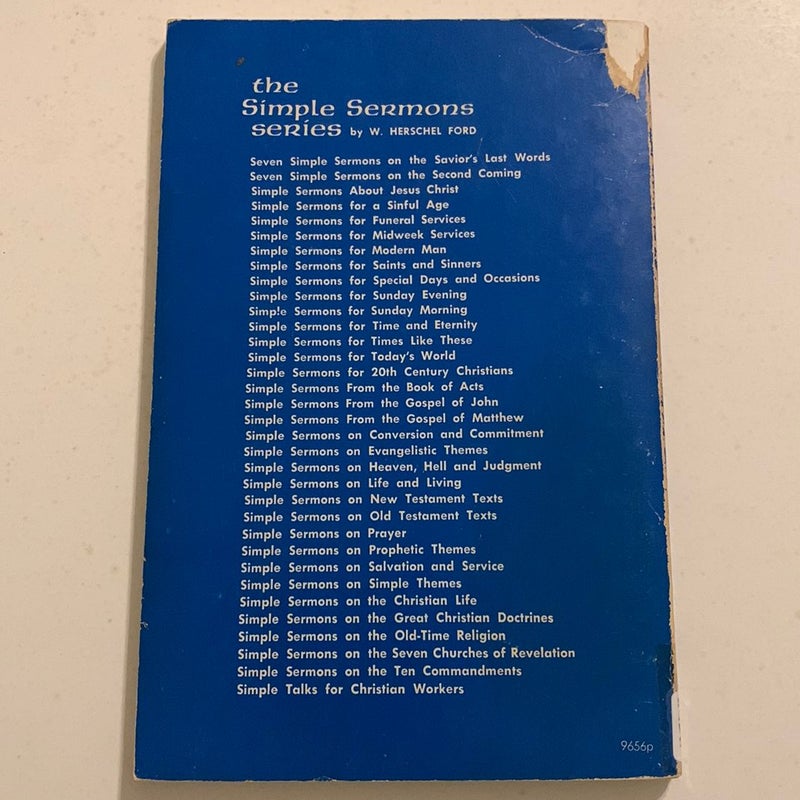 the
Simple Sermons
series by W. HERSCHEL FORD
Seven Simple Sermons on the Savior's Last Words
Seven Simple Sermons on the Second Coming
Simple Sermons About Jesus Christ
Simple Sermons for a Sinful Age
Simple Sermons for Funeral Services
Simple Sermons for Midweek Services
Simple Sermons for Modern Man
Simple Sermons for Saints and Sinners
Simple Sermons for Special Days and Occasions
Simple Sermons for Sunday Evening
Simple Sermons for Sunday Morning
Simple Sermons for Time and Eternity
Simple Sermons for Times Like These
Simple Sermons for Today's World
Simple Sermons for 20th Century Christians
Simple Sermons From the Book of Acts
Simple Sermons From the Gospel of John
Simple Sermons From the Gospel of Matthew
Simple Sermons on Conversion and Commitment
Simple Sermons on Evangelistic Themes
Simple Sermons on Heaven, Hell and Judgment
Simple Sermons on Life and Living
Simple Sermons on New Testament Texts
Simple Sermons on Old Testament Texts
Simple Sermons on Prayer
Simple Sermons on Prophetic Themes
Simple Sermons on Salvation and Service
Simple Sermons on Simple Themes
Simple Sermons on the Christian Life
Simple Sermons on the Great Christian Doctrines
Simple Sermons on the Old-Time Religion
Simple Sermons on the Seven Churches of Revelation
Simple Sermons on the Ten Commandments
Simple Talks for Christian Workers
9656p